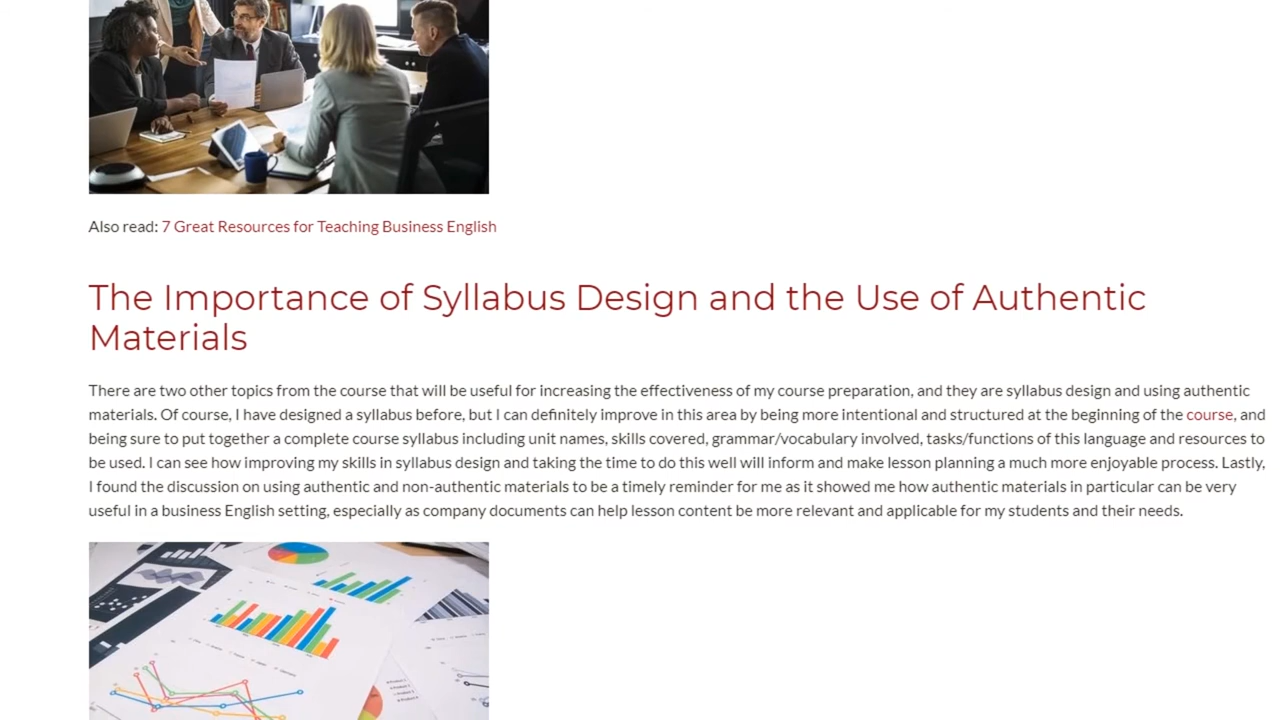 Also read: 7 Great Resources for Teaching Business English
The Importance of Syllabus Design and the Use of Authentic
Materials
There are two other topics from the course that will be useful for increasing the effectiveness of my course preparation, and they are syllabus design and using authentic
materials. Of course, I have designed a syllabus before, but I can definitely improve in this area by being more intentional and structured at the beginning of the course, and
being sure to put together a complete course syllabus including unit names, skills covered, grammar/vocabulary involved, tasks/functions of this language and resources to
be used. I can see how improving my skills in syllabus design and taking the time to do this well will inform and make lesson planning a much more enjoyable process. Lastly,
I found the discussion on using authentic and non-authentic materials to be a timely reminder for me as it showed me how authentic materials in particular can be very
useful in a business English setting, especially as company documents can help lesson content be more relevant and applicable for my students and their needs.